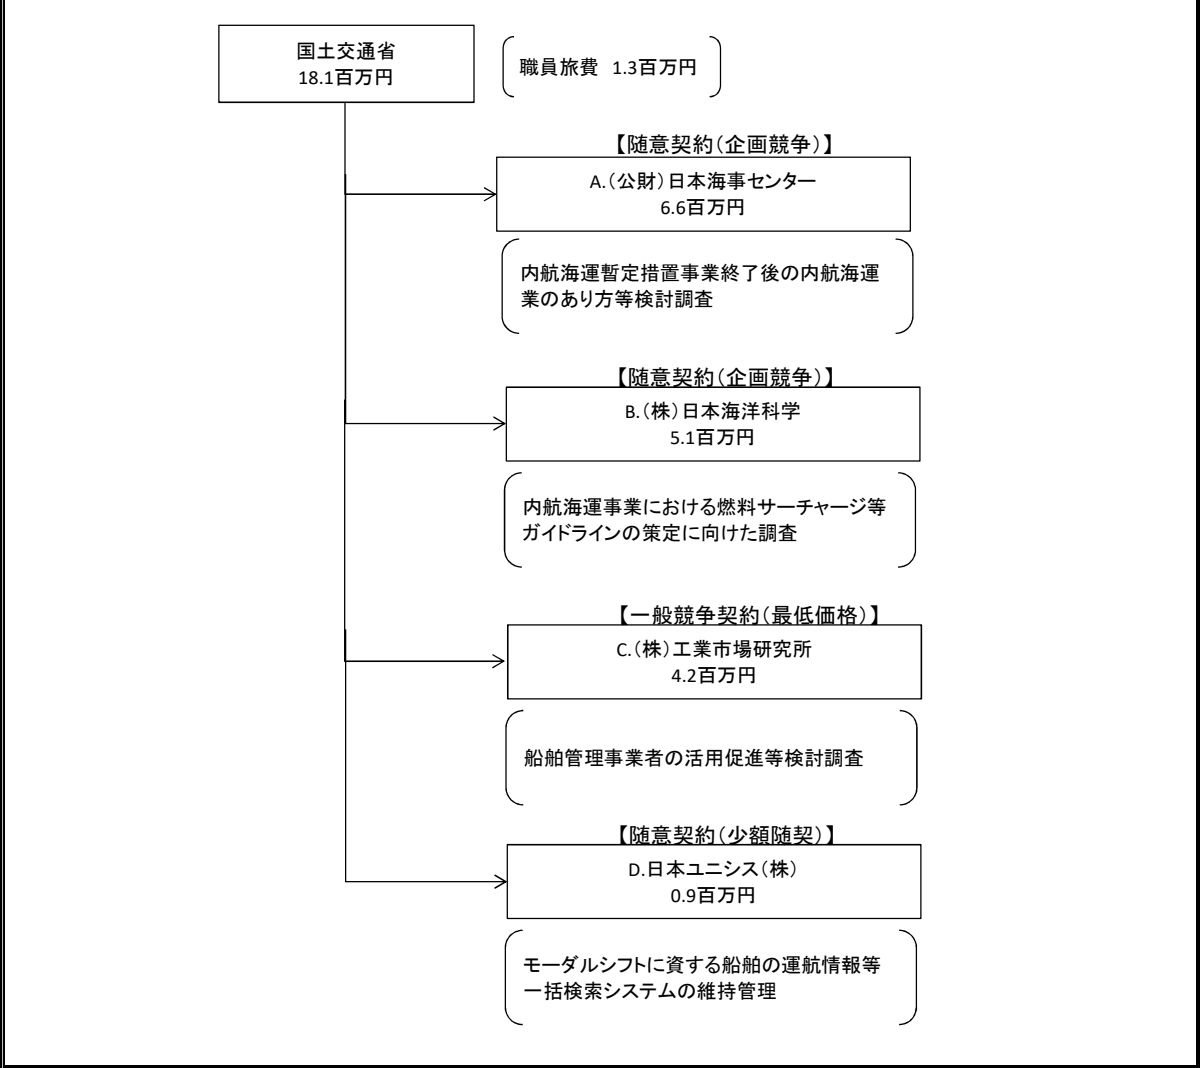 国土交通省
18.1百万円
職員旅費 1.3百万円
【随意契約(企画競争)】
A.(公財)日本海事センター
6.6百万円
内航海運暫定措置事業終了後の内航海運
業のあり方等検討調査
【随意契約(企画競争)】
B.(株)日本海洋科学
5.1百万円
内航海運事業における燃料サーチャージ等
ガイドラインの策定に向けた調査
【一般競争契約(最低価格)】
C.(株)工業市場研究所
4.2百万円
船舶管理事業者の活用促進等検討調査
【随意契約(少額随契)】
D.日本ユニシス(株)
0.9百万円
モーダルシフトに資する船舶の運航情報等
一括検索システムの維持管理